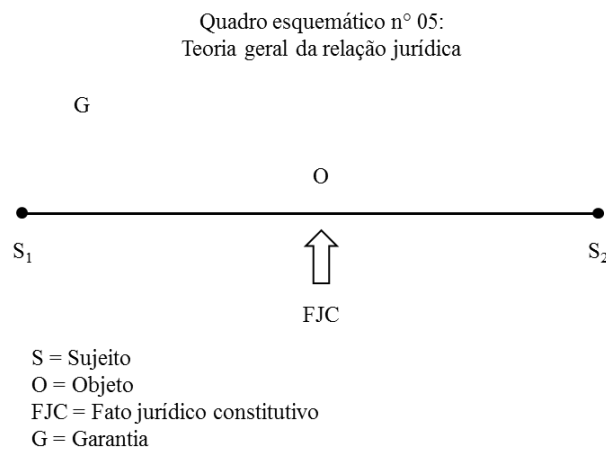 Quadro esquemático n° 05:
Teoria geral da relação jurídica
G
O
S₁
S₂
FJC
S = Sujeito
O = Objeto
FJC = Fato jurídico constitutivo
G = Garantia